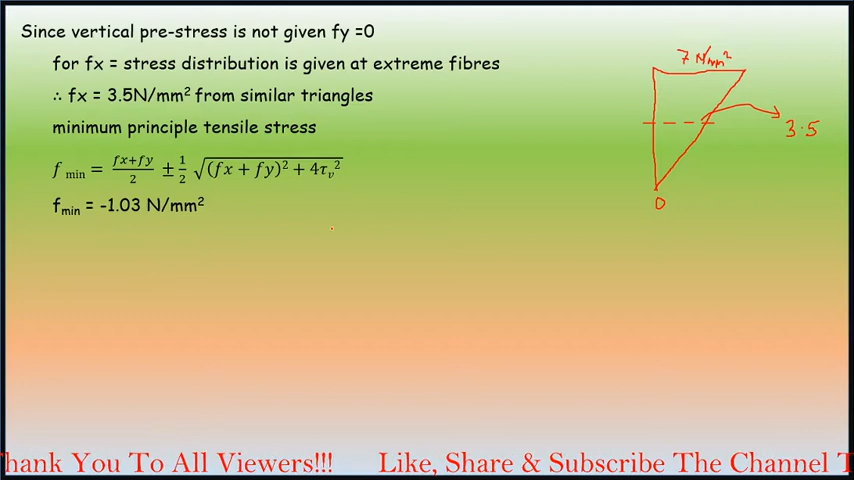 Since vertical pre-stress is not given fy =0
for fx = stress distribution is given at extreme fibres
∴ fx = 3.5N/mm² from similar triangles
minimum principle tensile stress
f min = (fx+fy)/2 ± 1/2 √((fx + fy)² + 4τv²)
fmin = -1.03 N/mm²
7 N/mm²
3.5
0
hank You To All Viewers!!! Like, Share & Subscribe The Channel T